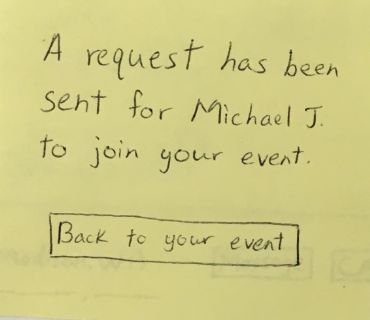 A request has been
sent for Michael J.
to join your event.
Back to your event